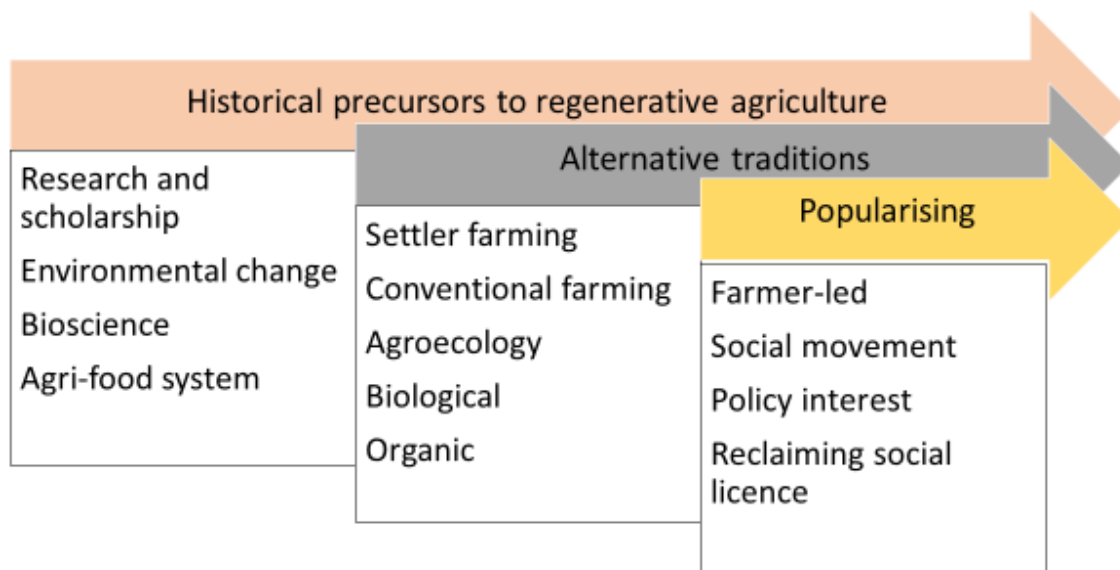 Historical precursors to regenerative agriculture
Alternative traditions
Popularising
Research and
scholarship
Environmental change
Bioscience
Agri-food system
Settler farming
Conventional farming
Agroecology
Biological
Organic
Farmer-led
Social movement
Policy interest
Reclaiming social
licence